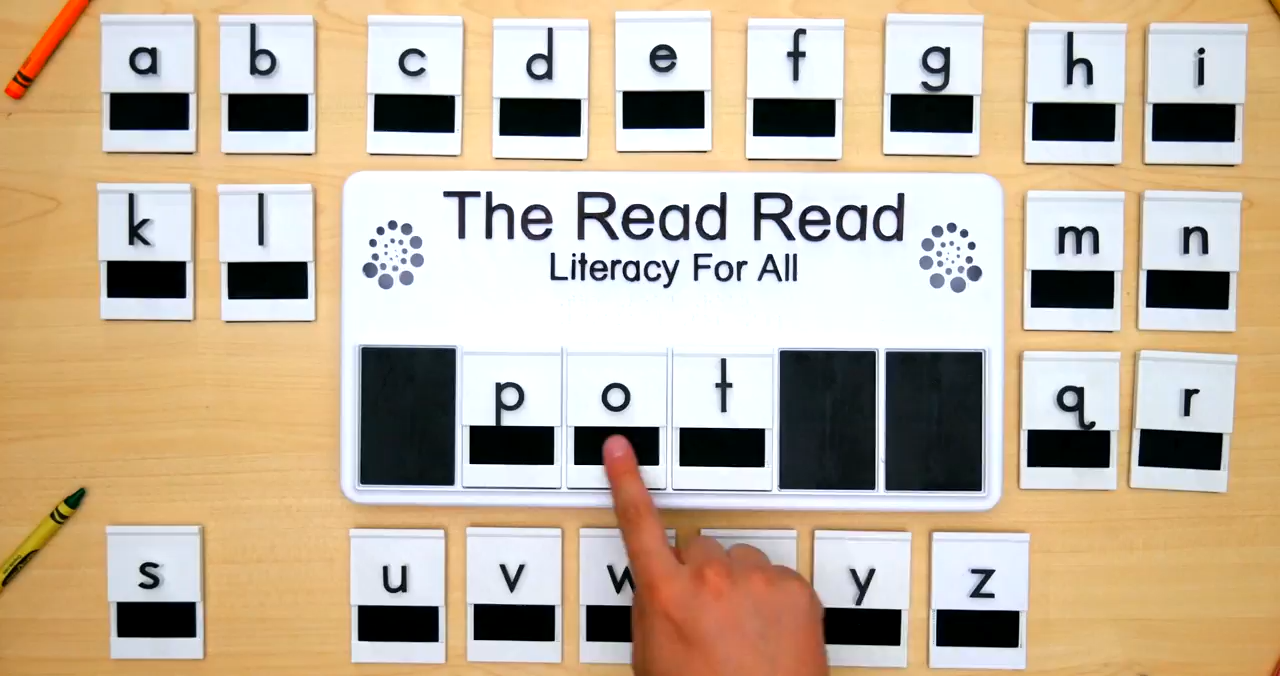 a b c d e f g h i
The Read Read
k l m n
Literacy For All
p o t q r
s u v w y z